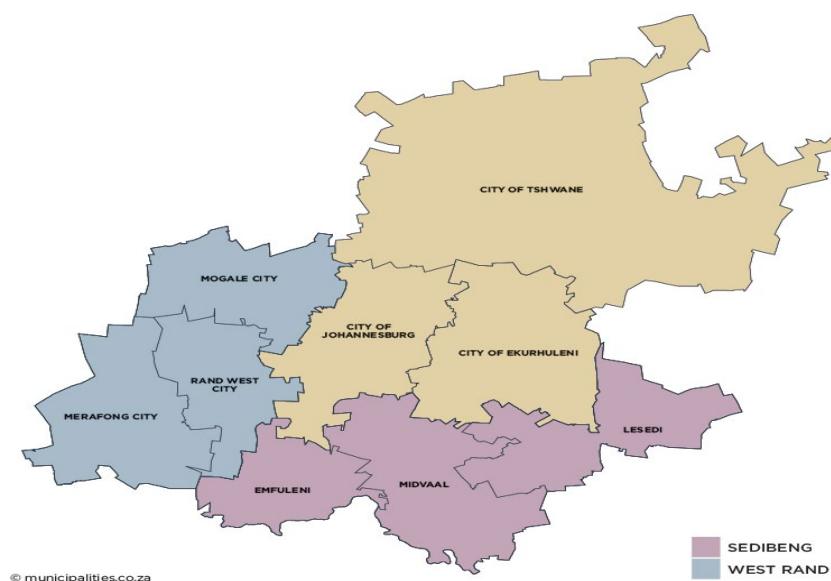 CITY OF TSHWANE
MOGALE CITY
CITY OF
JOHANNESBURG
CITY OF EKURHULENI
RAND WEST
CITY
MERAFONG CITY
LESEDI
EMFULENI
MIDVAAL
SEDIBENG
WEST RAND
© municipalities.co.za